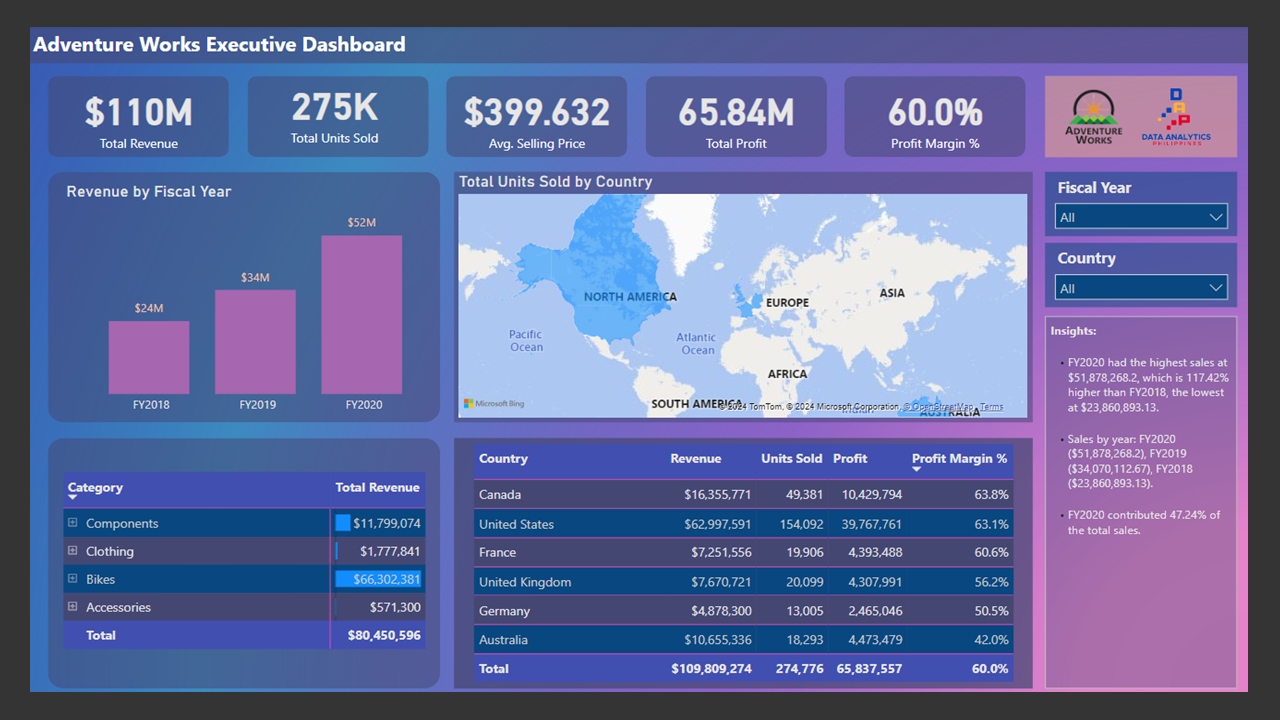 Adventure Works Executive Dashboard
$110M
Total Revenue
275K
Total Units Sold
$399.632
Avg. Selling Price
65.84M
Total Profit
60.0%
Profit Margin %
ADVENTURE
WORKS
D
A
A
P
DATA ANALYTICS
PHILIPPINES
Revenue by Fiscal Year
$24M
$34M
$52M
FY2018
FY2019
FY2020
Total Units Sold by Country
NORTH AMERICA
EUROPE
ASIA
Pacific
Ocean
Atlantic
Ocean
AFRICA
SOUTH AMERICA
AUSTRALIA
Microsoft Bing
© 2024 TomTom, © 2024 Microsoft Corporation, © OpenStreetMap Terms
Fiscal Year
All
Country
All
Insights:
• FY2020 had the highest sales at
$51,878,268.2, which is 117.42%
higher than FY2018, the lowest
at $23,860,893.13.
• Sales by year: FY2020
($51,878,268.2), FY2019
($34,070,112.67), FY2018
($23,860,893.13).
• FY2020 contributed 47.24% of
the total sales.
Category Total Revenue
Components $11,799,074
Clothing $1,777,841
Bikes $66,302,381
Accessories $571,300
Total $80,450,596
Country Revenue Units Sold Profit Profit Margin %
Canada $16,355,771 49,381 10,429,794 63.8%
United States $62,997,591 154,092 39,767,761 63.1%
France $7,251,556 19,906 4,393,488 60.6%
United Kingdom $7,670,721 20,099 4,307,991 56.2%
Germany $4,878,300 13,005 2,465,046 50.5%
Australia $10,655,336 18,293 4,473,479 42.0%
Total $109,809,274 274,776 65,837,557 60.0%